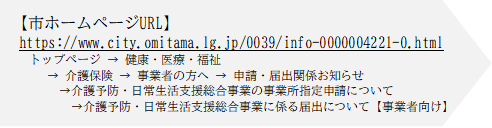 【市ホームページURL】
https://www.city.omitama.lg.jp/0039/info-0000004221-0.html
トップページ → 健康・医療・福祉
→ 介護保険 → 事業者の方へ → 申請・届出関係お知らせ
→介護予防・日常生活支援総合事業の事業所指定申請について
→介護予防・日常生活支援総合事業に係る届出について【事業者向け】